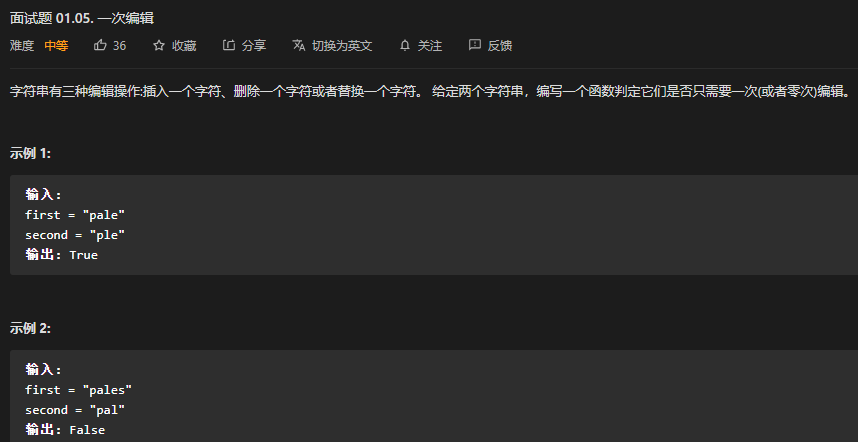 面试题 01.05. 一次编辑
难度 中等 36 收藏 分享 切换为英文 关注 反馈
字符串有三种编辑操作:插入一个字符、删除一个字符或者替换一个字符。 给定两个字符串，编写一个函数判定它们是否只需要一次(或者零次)编辑。
示例 1:
输入:
first = "pale"
second = "ple"
输出: True
示例 2:
输入:
first = "pales"
second = "pal"
输出: False